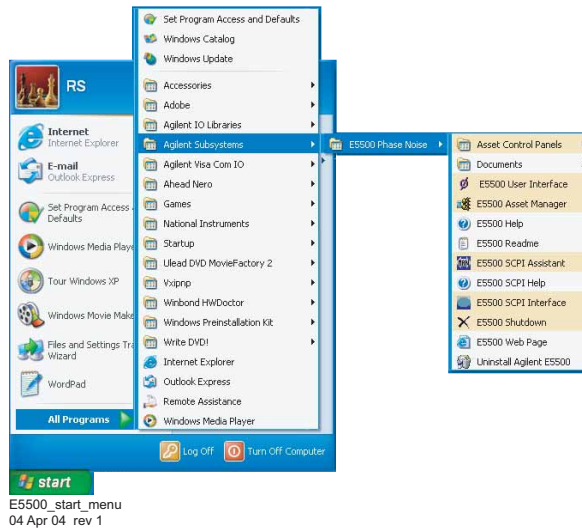 RS
Internet
Internet Explorer
E-mail
Outlook Express
Set Program Access
Defaults
Windows Media Playe
Tour Windows XP
Windows Movie Make
Files and Settings Tra
Wizard
WordPad
All Programs
Log Off
Turn Off Computer
start
Set Program Access and Defaults
Windows Catalog
Windows Update
Accessories
Adobe
Agilent IO Libraries
Agilent Subsystems
Agilent Visa Com IO
Ahead Nero
Games
National Instruments
Startup
Ulead DVD MovieFactory 2
Vxipnp
Winbond HWDoctor
Windows Preinstallation Kit
Write DVD!
Internet Explorer
Outlook Express
Remote Assistance
Windows Media Player
E5500 Phase Noise
Asset Control Panels
Documents
E5500 User Interface
E5500 Asset Manager
E5500 Help
E5500 Readme
E5500 SCPI Assistant
E5500 SCPI Help
E5500 SCPI Interface
E5500 Shutdown
E5500 Web Page
Uninstall Agilent E5500
E5500_start_menu
04 Apr 04 rev 1